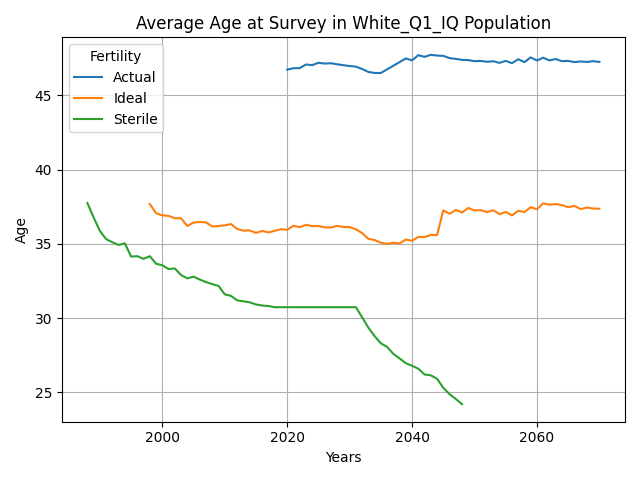 Average Age at Survey in White_Q1_IQ Population
Fertility
Actual
Ideal
Sterile
45
40
35
30
25
Age
2000
2020
2040
2060
Years